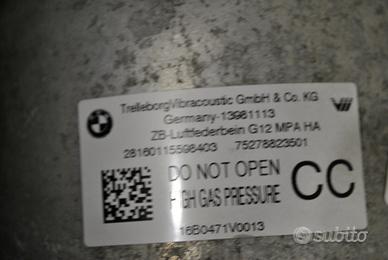 TrelleborgVibracoustic GmbH & Co. KG
Germany-13981113
ZB-Luftfederbein G12 MPA HA
28160115598403 75278823501
DO NOT OPEN
HIGH GAS PRESSURE
CC
16B0471V0013
subito